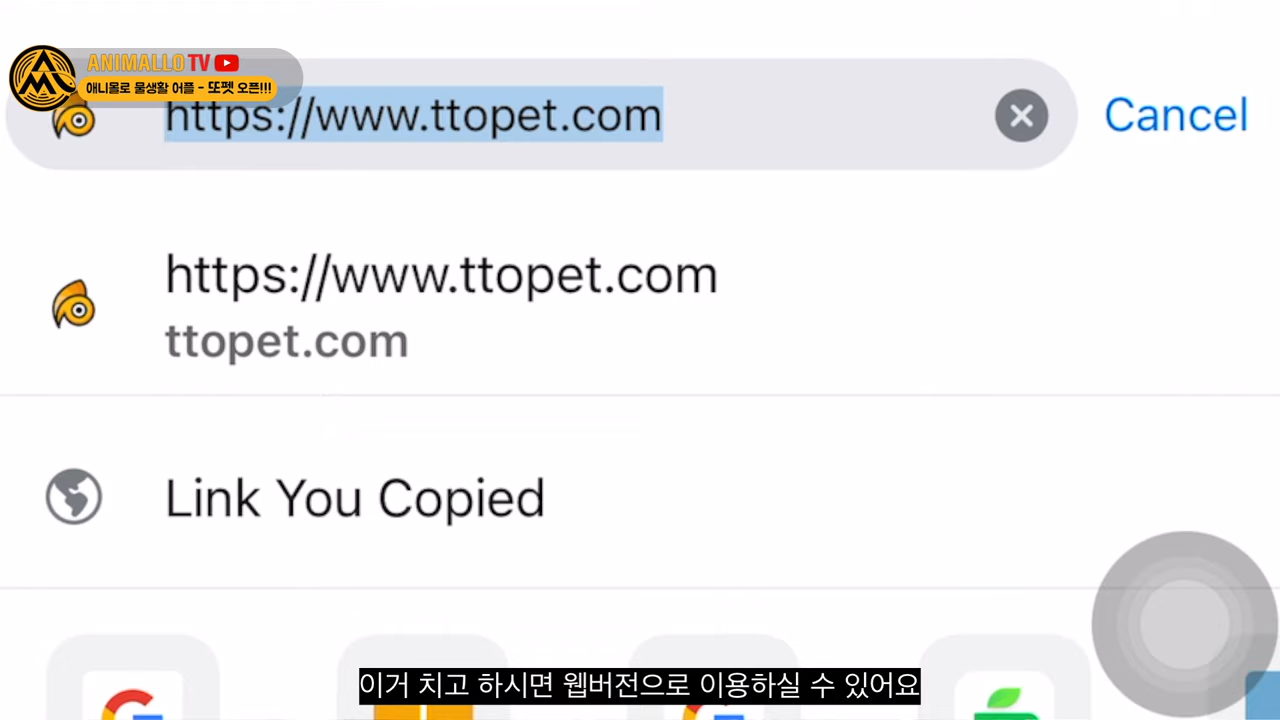 ANIMALLO TV
애니몰로 물생활 어플 - 또펫 오픈!!!
https://www.ttopet.com
Cancel
https://www.ttopet.com
ttopet.com
Link You Copied
이거 치고 하시면 웹버전으로 이용하실 수 있어요